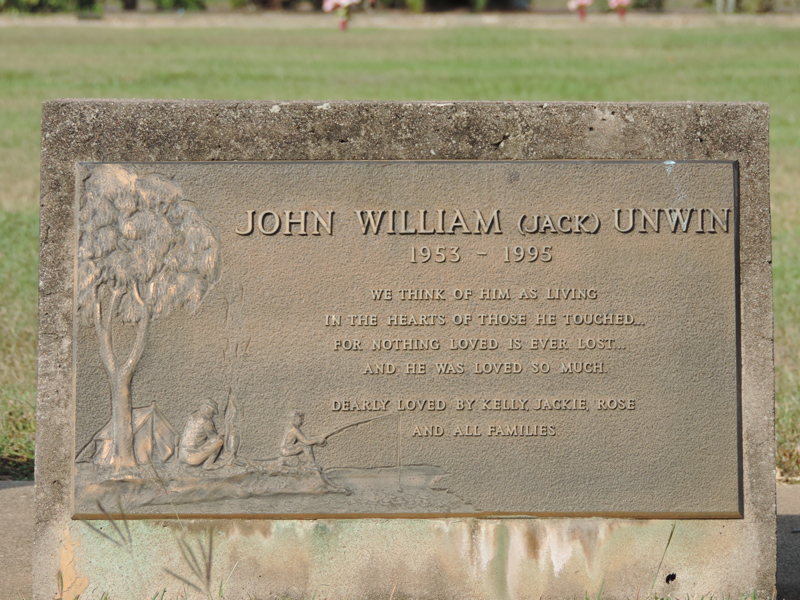 JOHN WILLIAM (JACK) UNWIN
1953 - 1995
WE THINK OF HIM AS LIVING
IN THE HEARTS OF THOSE HE TOUCHED...
FOR NOTHING LOVED IS EVER LOST...
AND HE WAS LOVED SO MUCH.
DEARLY LOVED BY KELLY, JACKIE, ROSE
AND ALL FAMILIES